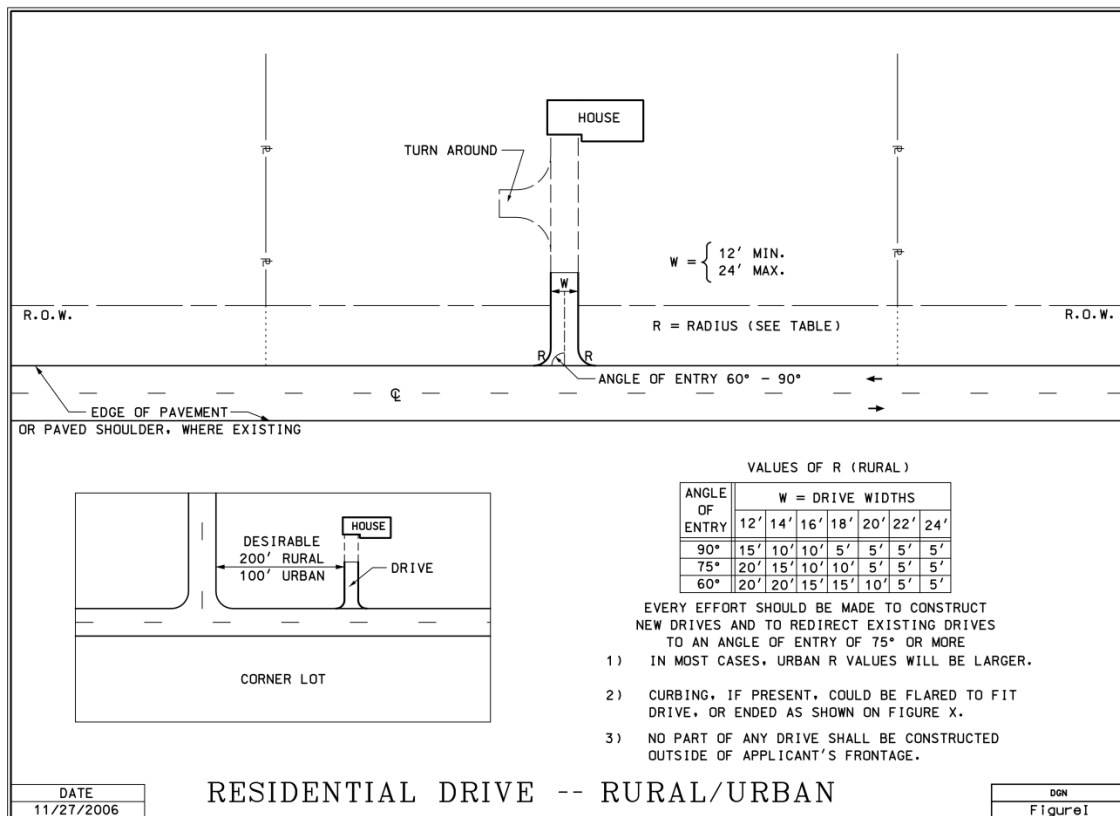 HOUSE
TURN AROUND
W = { 12' MIN.
24' MAX.
W
R.O.W.
R.O.W.
R = RADIUS (SEE TABLE)
R
R
ANGLE OF ENTRY 60° - 90°
℄
EDGE OF PAVEMENT
OR PAVED SHOULDER, WHERE EXISTING
P̲L̲
P̲L̲
P̲L̲
P̲L̲
HOUSE
DESIRABLE
200' RURAL
100' URBAN
DRIVE
CORNER LOT
VALUES OF R (RURAL)
ANGLE OF ENTRY W = DRIVE WIDTHS
12' 14' 16' 18' 20' 22' 24'
90° 15' 10' 10' 5' 5' 5' 5'
75° 20' 15' 10' 10' 5' 5' 5'
60° 20' 20' 15' 15' 10' 5' 5'
EVERY EFFORT SHOULD BE MADE TO CONSTRUCT
NEW DRIVES AND TO REDIRECT EXISTING DRIVES
TO AN ANGLE OF ENTRY OF 75° OR MORE
1) IN MOST CASES, URBAN R VALUES WILL BE LARGER.
2) CURBING, IF PRESENT, COULD BE FLARED TO FIT
DRIVE, OR ENDED AS SHOWN ON FIGURE X.
3) NO PART OF ANY DRIVE SHALL BE CONSTRUCTED
OUTSIDE OF APPLICANT'S FRONTAGE.
DATE
11/27/2006
RESIDENTIAL DRIVE -- RURAL/URBAN
DGN
FigureI